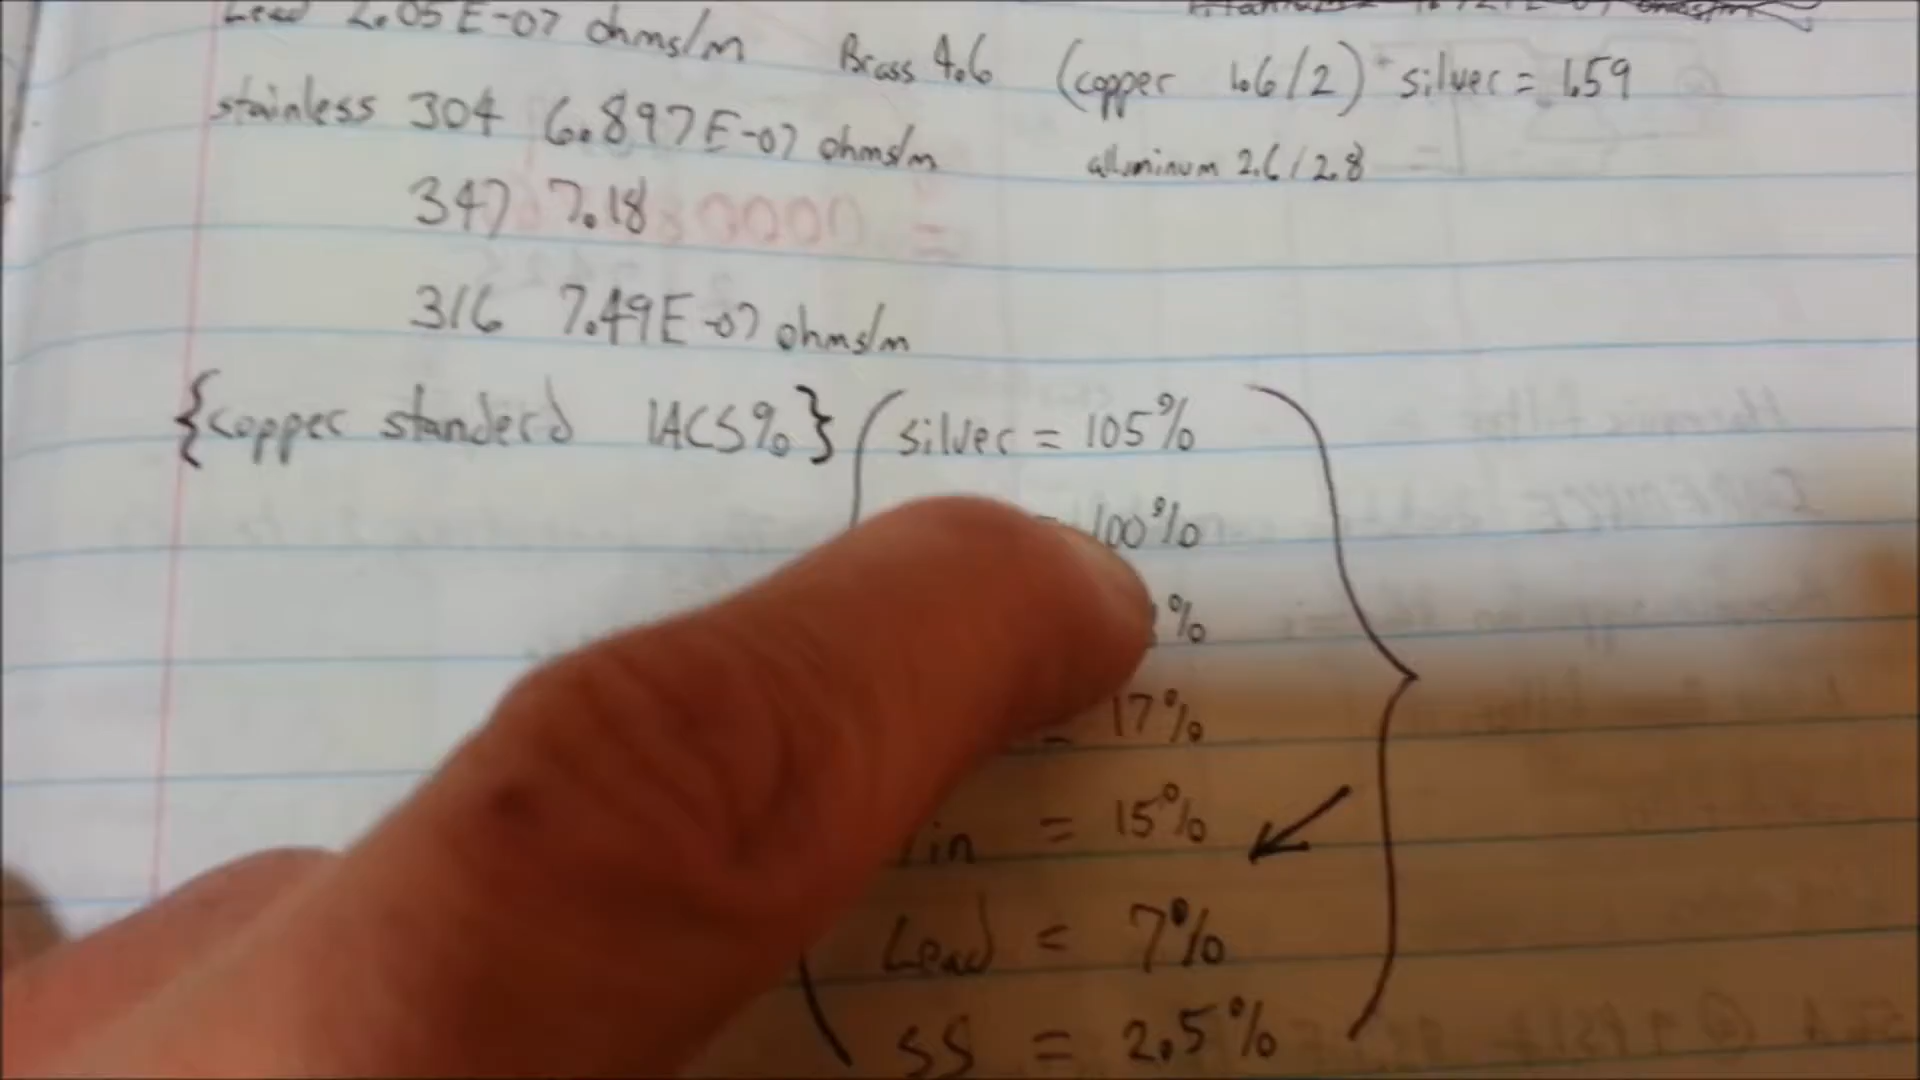 Lead 2.05E-07 ohms/m Brass 4.6 (copper 1.6/2) silver = 1.59
stainless 304 6.897E-07 ohms/m
alluminum 2.6/2.8
347 7.18
316 7.49E-07 ohms/m
{copper standerd IACS%} silver = 105%
= 100%
%
= 17%
= 15%
Lead = 7%
SS = 2.5%